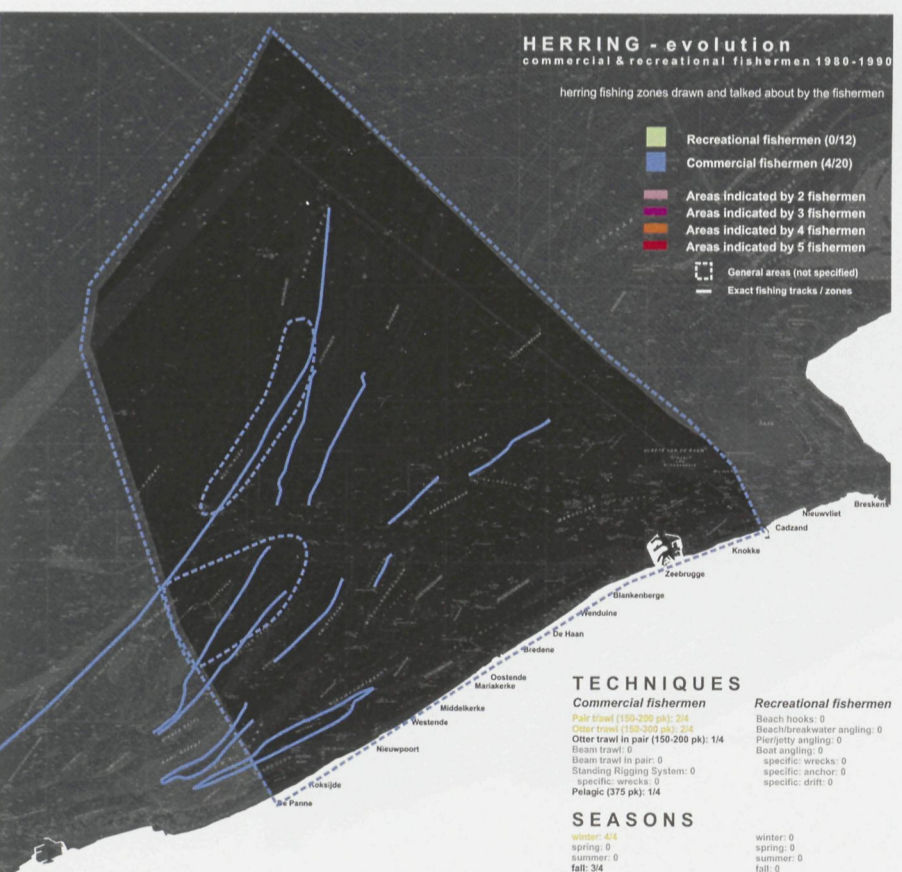 HERRING - evolution
commercial & recreational fishermen 1980-1990
herring fishing zones drawn and talked about by the fishermen
Recreational fishermen (0/12)
Commercial fishermen (4/20)
Areas indicated by 2 fishermen
Areas indicated by 3 fishermen
Areas indicated by 4 fishermen
Areas indicated by 5 fishermen
General areas (not specified)
Exact fishing tracks / zones
Breskens
Nieuwvliet
Cadzand
Knokke
Zeebrugge
Blankenberge
Wenduine
De Haan
Bredene
Oostende
Mariakerke
Middelkerke
Westende
Nieuwpoort
Koksijde
De Panne
TECHNIQUES
Commercial fishermen
Pair trawl (150-200 pk): 2/4
Otter trawl (150-300 pk): 2/4
Otter trawl in pair (150-200 pk): 1/4
Beam trawl: 0
Beam trawl in pair: 0
Standing Rigging System: 0
specific: wrecks: 0
Pelagic (375 pk): 1/4
Recreational fishermen
Beach hooks: 0
Beach/breakwater angling: 0
Pier/jetty angling: 0
Boat angling: 0
specific: wrecks: 0
specific: anchor: 0
specific: drift: 0
SEASONS
winter: 4/4
spring: 0
summer: 0
fall: 3/4
winter: 0
spring: 0
summer: 0
fall: 0